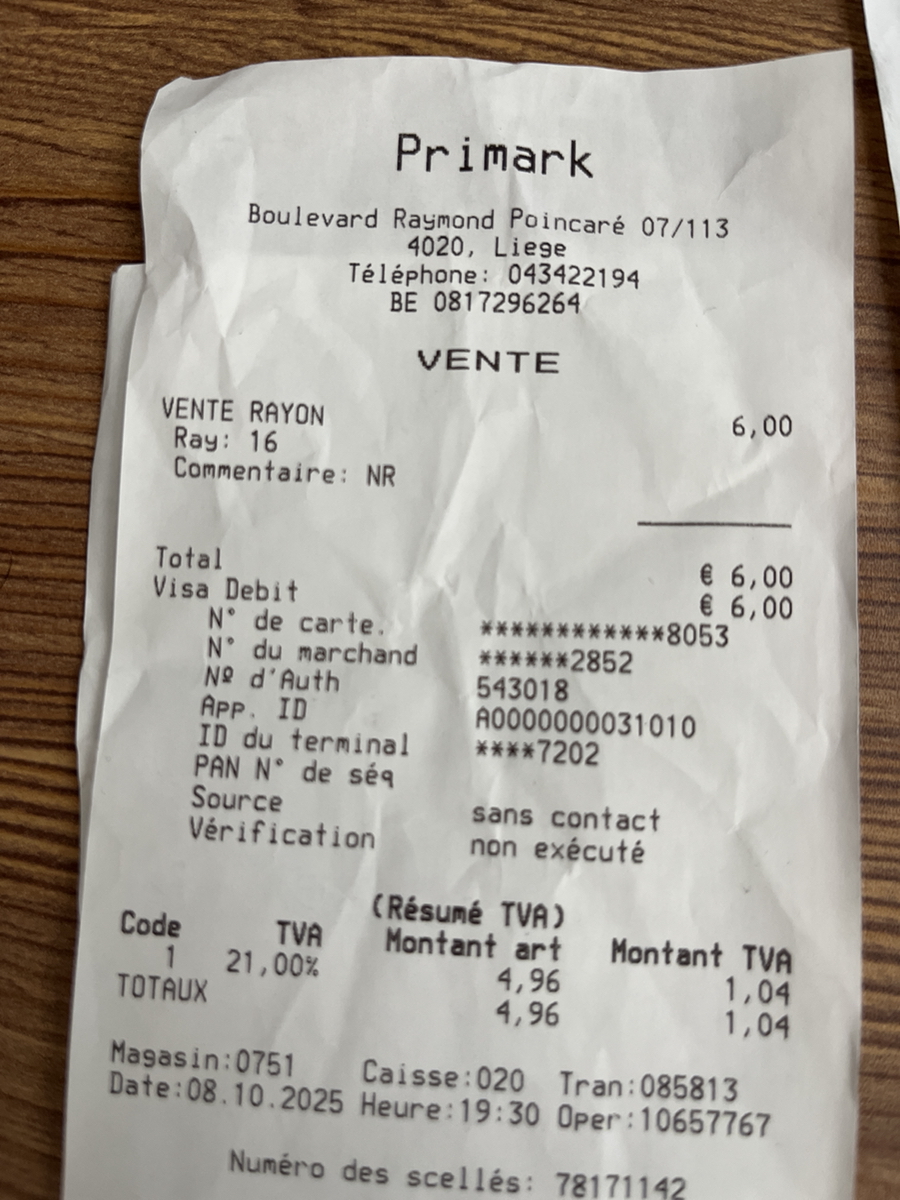 Primark
Boulevard Raymond Poincaré 07/113
4020, Liege
Téléphone: 043422194
BE 0817296264
VENTE
VENTE RAYON 6,00
Ray: 16
Commentaire: NR
Total € 6,00
Visa Debit € 6,00
N° de carte. ************8053
N° du marchand ******2852
Nº d'Auth 543018
App. ID A0000000031010
ID du terminal ****7202
PAN N° de séq
Source sans contact
Vérification non exécuté
(Résumé TVA)
Code TVA Montant art Montant TVA
1 21,00% 4,96 1,04
TOTAUX 4,96 1,04
Magasin:0751 Caisse:020 Tran:085813
Date:08.10.2025 Heure:19:30 Oper:10657767
Numéro des scellés: 78171142